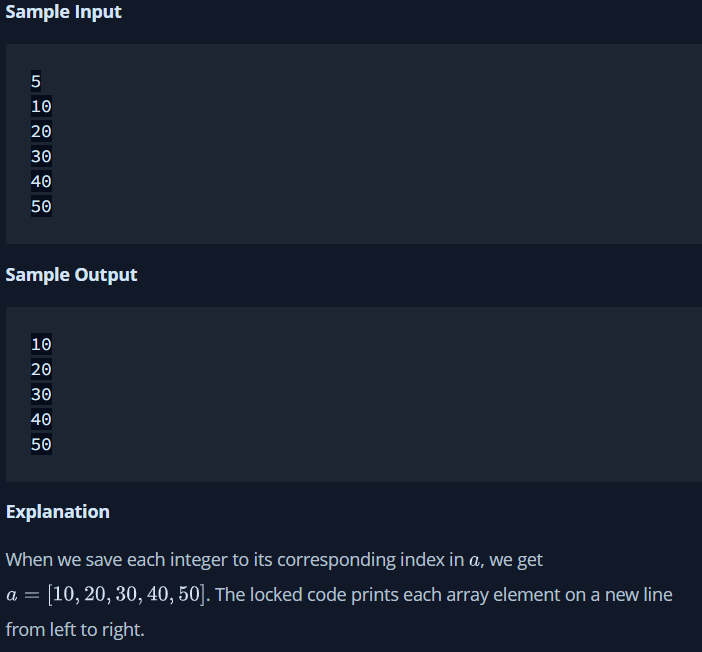 Sample Input
5
10
20
30
40
50
Sample Output
10
20
30
40
50
Explanation
When we save each integer to its corresponding index in a, we get
a = [10, 20, 30, 40, 50]. The locked code prints each array element on a new line
from left to right.